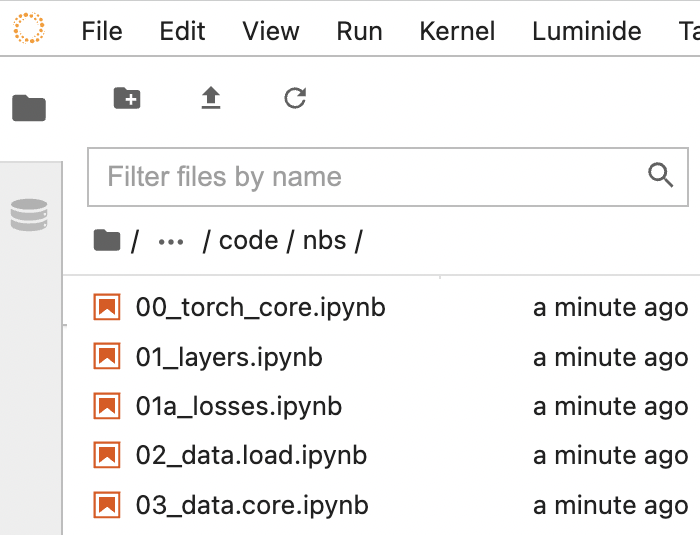 File Edit View Run Kernel Luminide
Filter files by name
/ ... / code / nbs /
00_torch_core.ipynb a minute ago
01_layers.ipynb a minute ago
01a_losses.ipynb a minute ago
02_data.load.ipynb a minute ago
03_data.core.ipynb a minute ago